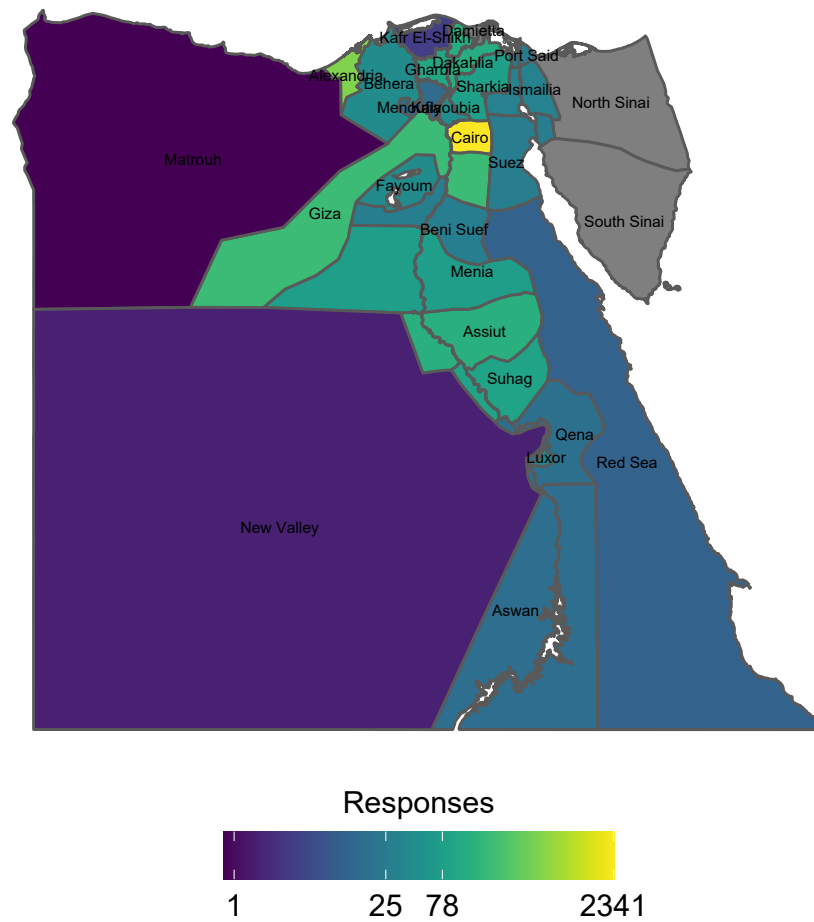 Damietta
Kafr El-Shikh
Port Said
Dakahlia
Gharbia
Alexandria
Behera
Sharkia
Ismailia
North Sinai
Menoufia
Kalyoubia
Cairo
Matrouh
Suez
Fayoum
Giza
South Sinai
Beni Suef
Menia
Assiut
Suhag
Qena
Luxor
Red Sea
New Valley
Aswan
Responses
1 25 78 2341